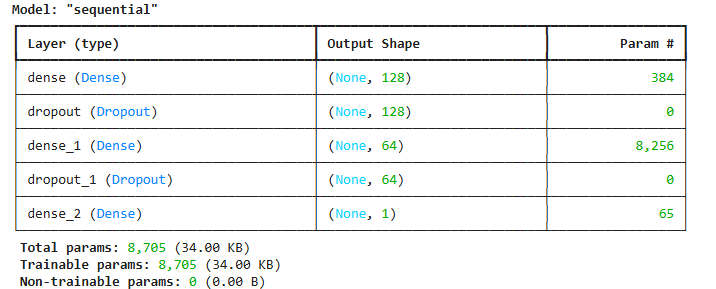 Model: "sequential"
Layer (type) Output Shape Param #
dense (Dense) (None, 128) 384
dropout (Dropout) (None, 128) 0
dense_1 (Dense) (None, 64) 8,256
dropout_1 (Dropout) (None, 64) 0
dense_2 (Dense) (None, 1) 65
Total params: 8,705 (34.00 KB)
Trainable params: 8,705 (34.00 KB)
Non-trainable params: 0 (0.00 B)